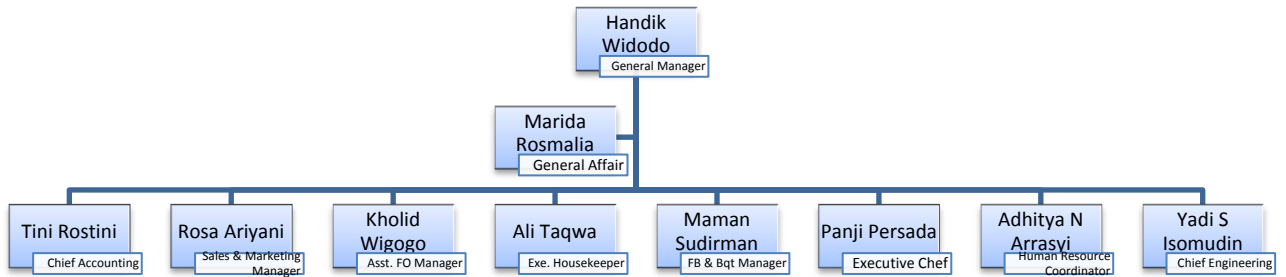 Handik
Widodo
General Manager
Marida
Rosmalia
General Affair
Tini Rostini
Chief Accounting
Rosa Ariyani
Sales & Marketing
Manager
Kholid
Wigogo
Asst. FO Manager
Ali Taqwa
Exe. Housekeeper
Maman
Sudirman
FB & Bqt Manager
Panji Persada
Executive Chef
Adhitya N
Arrasyi
Human Resource
Coordinator
Yadi S
Isomudin
Chief Engineering